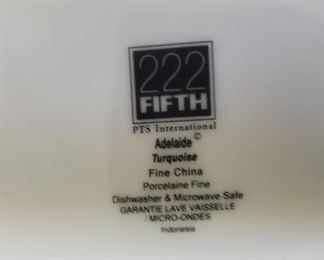 222
FIFTH
PTS International
Adelaide ©
Turquoise
Fine China
Porcelaine Fine
Dishwasher & Microwave Safe
GARANTIE LAVE VAISSELLE
/ MICRO-ONDES
Indonesia